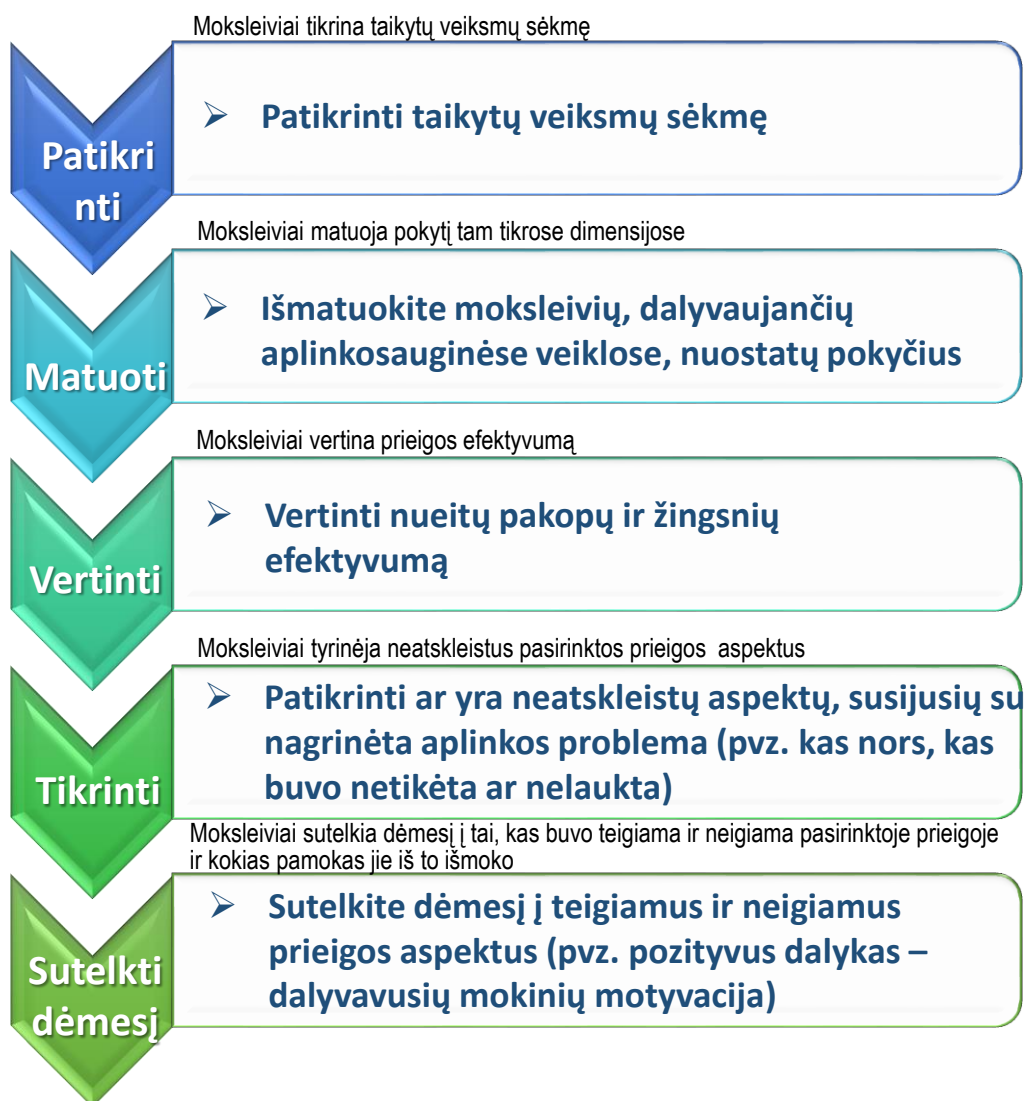 Moksleiviai tikrina taikytų veiksmų sėkmę
Patikri
nti
➢ Patikrinti taikytų veiksmų sėkmę
Moksleiviai matuoja pokytį tam tikrose dimensijose
Matuoti
➢ Išmatuokite moksleivių, dalyvaujančių
aplinkosauginėse veiklose, nuostatų pokyčius
Moksleiviai vertina prieigos efektyvumą
Vertinti
➢ Vertinti nueitų pakopų ir žingsnių
efektyvumą
Moksleiviai tyrinėja neatskleistus pasirinktos prieigos aspektus
Tikrinti
➢ Patikrinti ar yra neatskleistų aspektų, susijusių su
nagrinėta aplinkos problema (pvz. kas nors, kas
buvo netikėta ar nelaukta)
Moksleiviai sutelkia dėmesį į tai, kas buvo teigiama ir neigiama pasirinktoje prieigoje
ir kokias pamokas jie iš to išmoko
Sutelkti
dėmesį
➢ Sutelkite dėmesį į teigiamus ir neigiamus
prieigos aspektus (pvz. pozityvus dalykas –
dalyvavusių mokinių motyvacija)